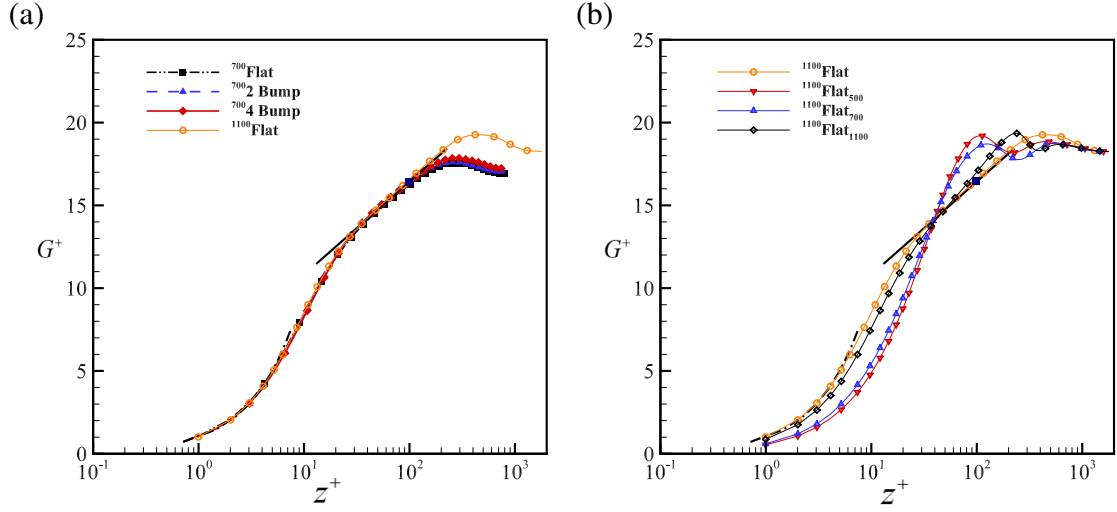 (a)
25
20
15
10
5
0
G⁺
⁷⁰⁰Flat
⁷⁰⁰2 Bump
⁷⁰⁰4 Bump
¹¹⁰⁰Flat
10⁻¹
10⁰
10¹
10²
10³
z⁺
(b)
25
20
15
10
5
0
G⁺
¹¹⁰⁰Flat
¹¹⁰⁰Flat₅₀₀
¹¹⁰⁰Flat₇₀₀
¹¹⁰⁰Flat₁₁₀₀
10⁻¹
10⁰
10¹
10²
10³
z⁺